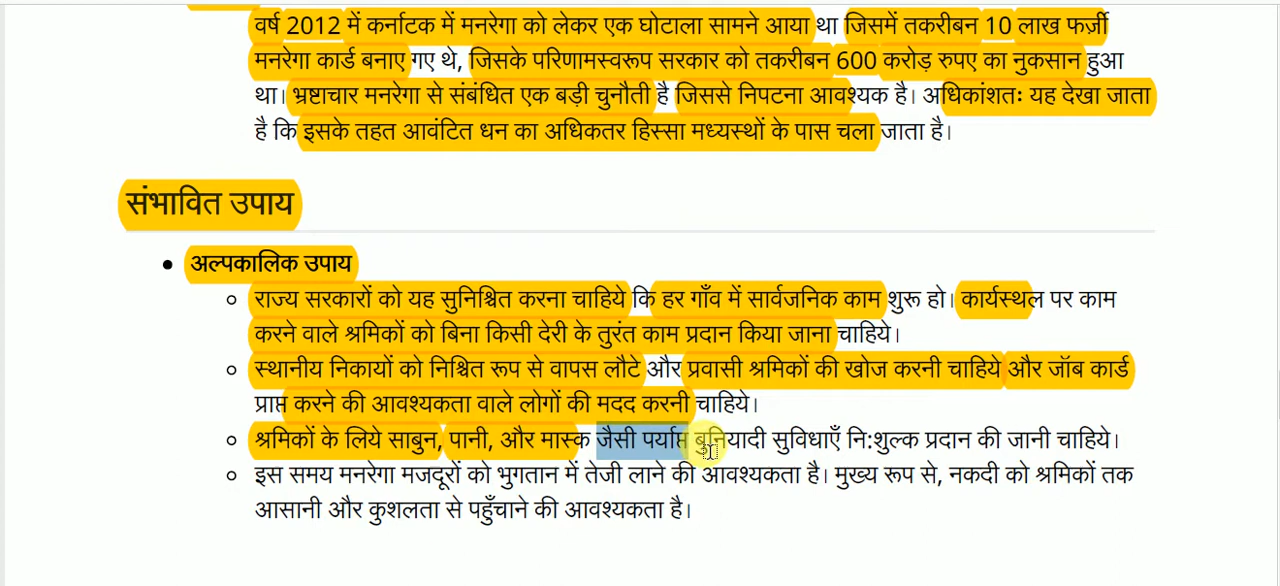 वर्ष 2012 में कर्नाटक में मनरेगा को लेकर एक घोटाला सामने आया था जिसमें तकरीबन 10 लाख फर्ज़ी
मनरेगा कार्ड बनाए गए थे, जिसके परिणामस्वरूप सरकार को तकरीबन 600 करोड़ रुपए का नुकसान हुआ
था। भ्रष्टाचार मनरेगा से संबंधित एक बड़ी चुनौती है जिससे निपटना आवश्यक है। अधिकांशतः यह देखा जाता
है कि इसके तहत आवंटित धन का अधिकतर हिस्सा मध्यस्थों के पास चला जाता है।
संभावित उपाय
• अल्पकालिक उपाय
○ राज्य सरकारों को यह सुनिश्चित करना चाहिये कि हर गाँव में सार्वजनिक काम शुरू हो। कार्यस्थल पर काम
करने वाले श्रमिकों को बिना किसी देरी के तुरंत काम प्रदान किया जाना चाहिये।
○ स्थानीय निकायों को निश्चित रूप से वापस लौटे और प्रवासी श्रमिकों की खोज करनी चाहिये और जॉब कार्ड
प्राप्त करने की आवश्यकता वाले लोगों की मदद करनी चाहिये।
○ श्रमिकों के लिये साबुन, पानी, और मास्क जैसी पर्याप्त बुनियादी सुविधाएँ नि:शुल्क प्रदान की जानी चाहिये।
○ इस समय मनरेगा मजदूरों को भुगतान में तेजी लाने की आवश्यकता है। मुख्य रूप से, नकदी को श्रमिकों तक
आसानी और कुशलता से पहुँचाने की आवश्यकता है।